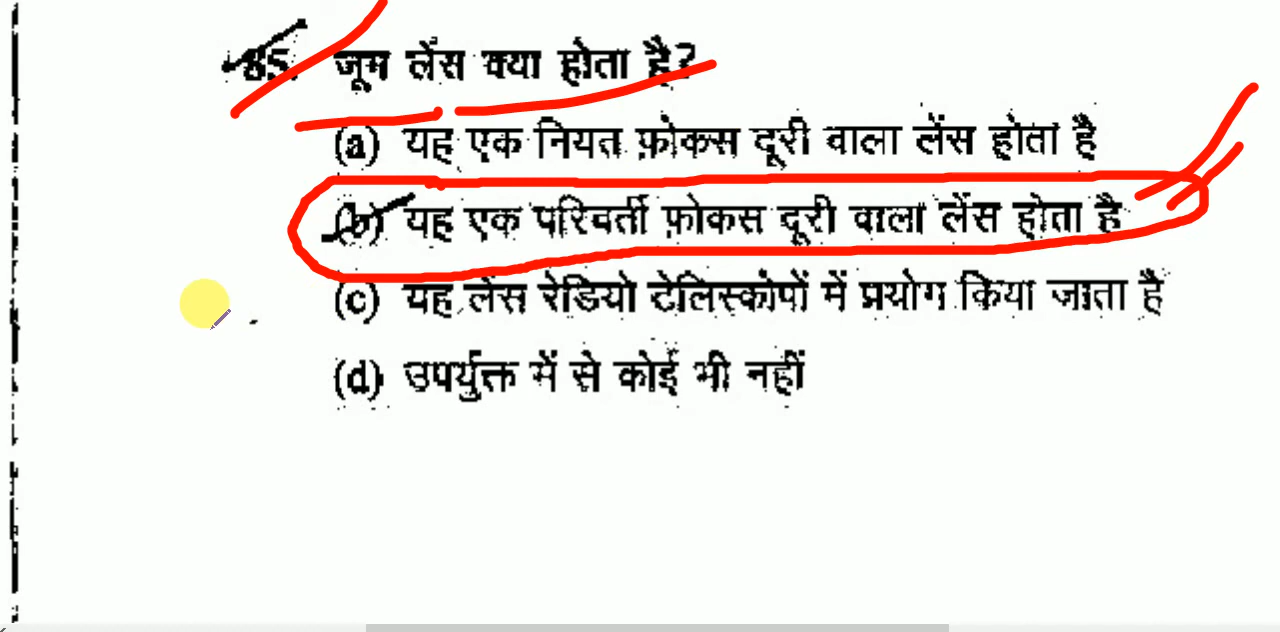 85. जूम लेंस क्या होता है?
(a) यह एक नियत फ़ोकस दूरी वाला लेंस होता है
(b) यह एक परिवर्ती फ़ोकस दूरी वाला लेंस होता है
(c) यह लेंस रेडियो टेलिस्कोपों में प्रयोग किया जाता है
(d) उपर्युक्त में से कोई भी नहीं